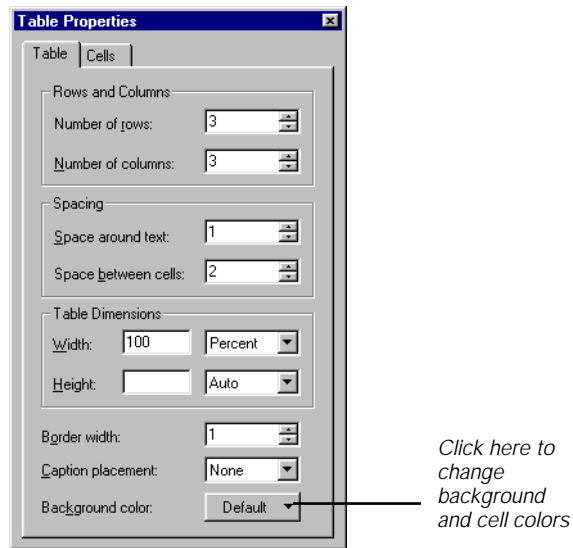 Table Properties
Table Cells
Rows and Columns
Number of rows: 3
Number of columns: 3
Spacing
Space around text: 1
Space between cells: 2
Table Dimensions
Width: 100 Percent
Height: Auto
Border width: 1
Caption placement: None
Background color: Default
Click here to
change
background
and cell colors